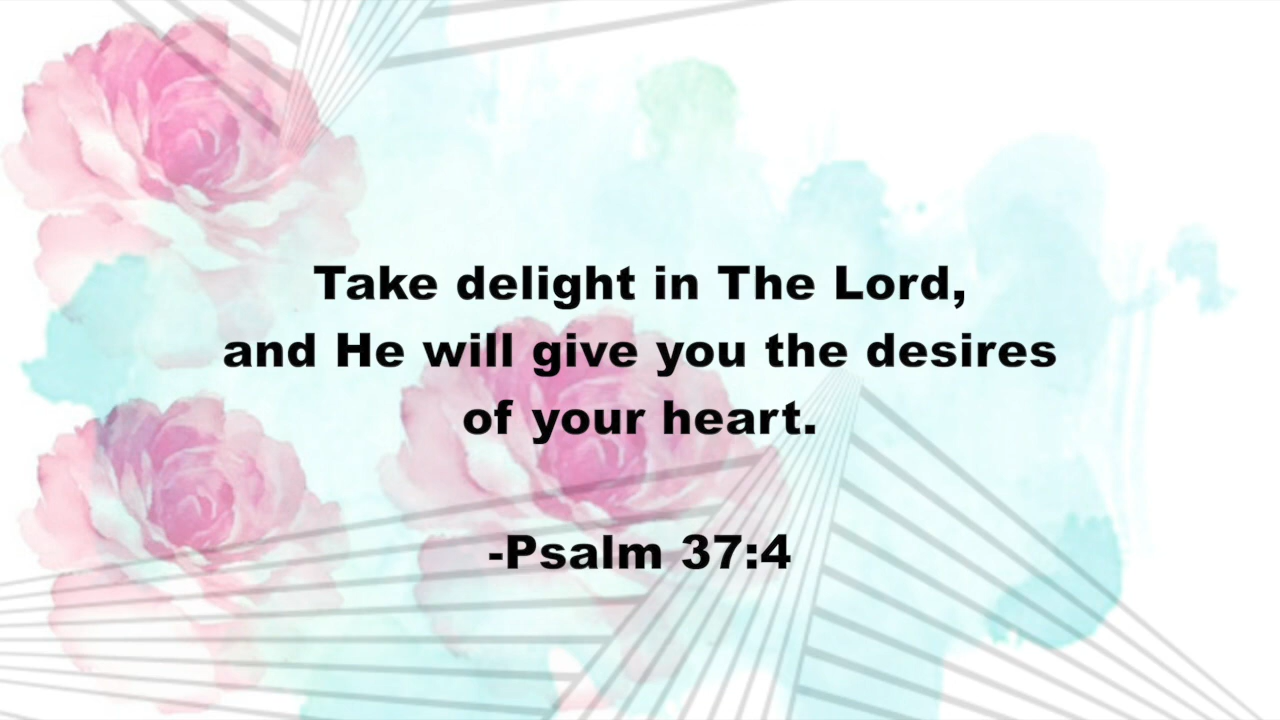 Take delight in The Lord,
and He will give you the desires
of your heart.
-Psalm 37:4